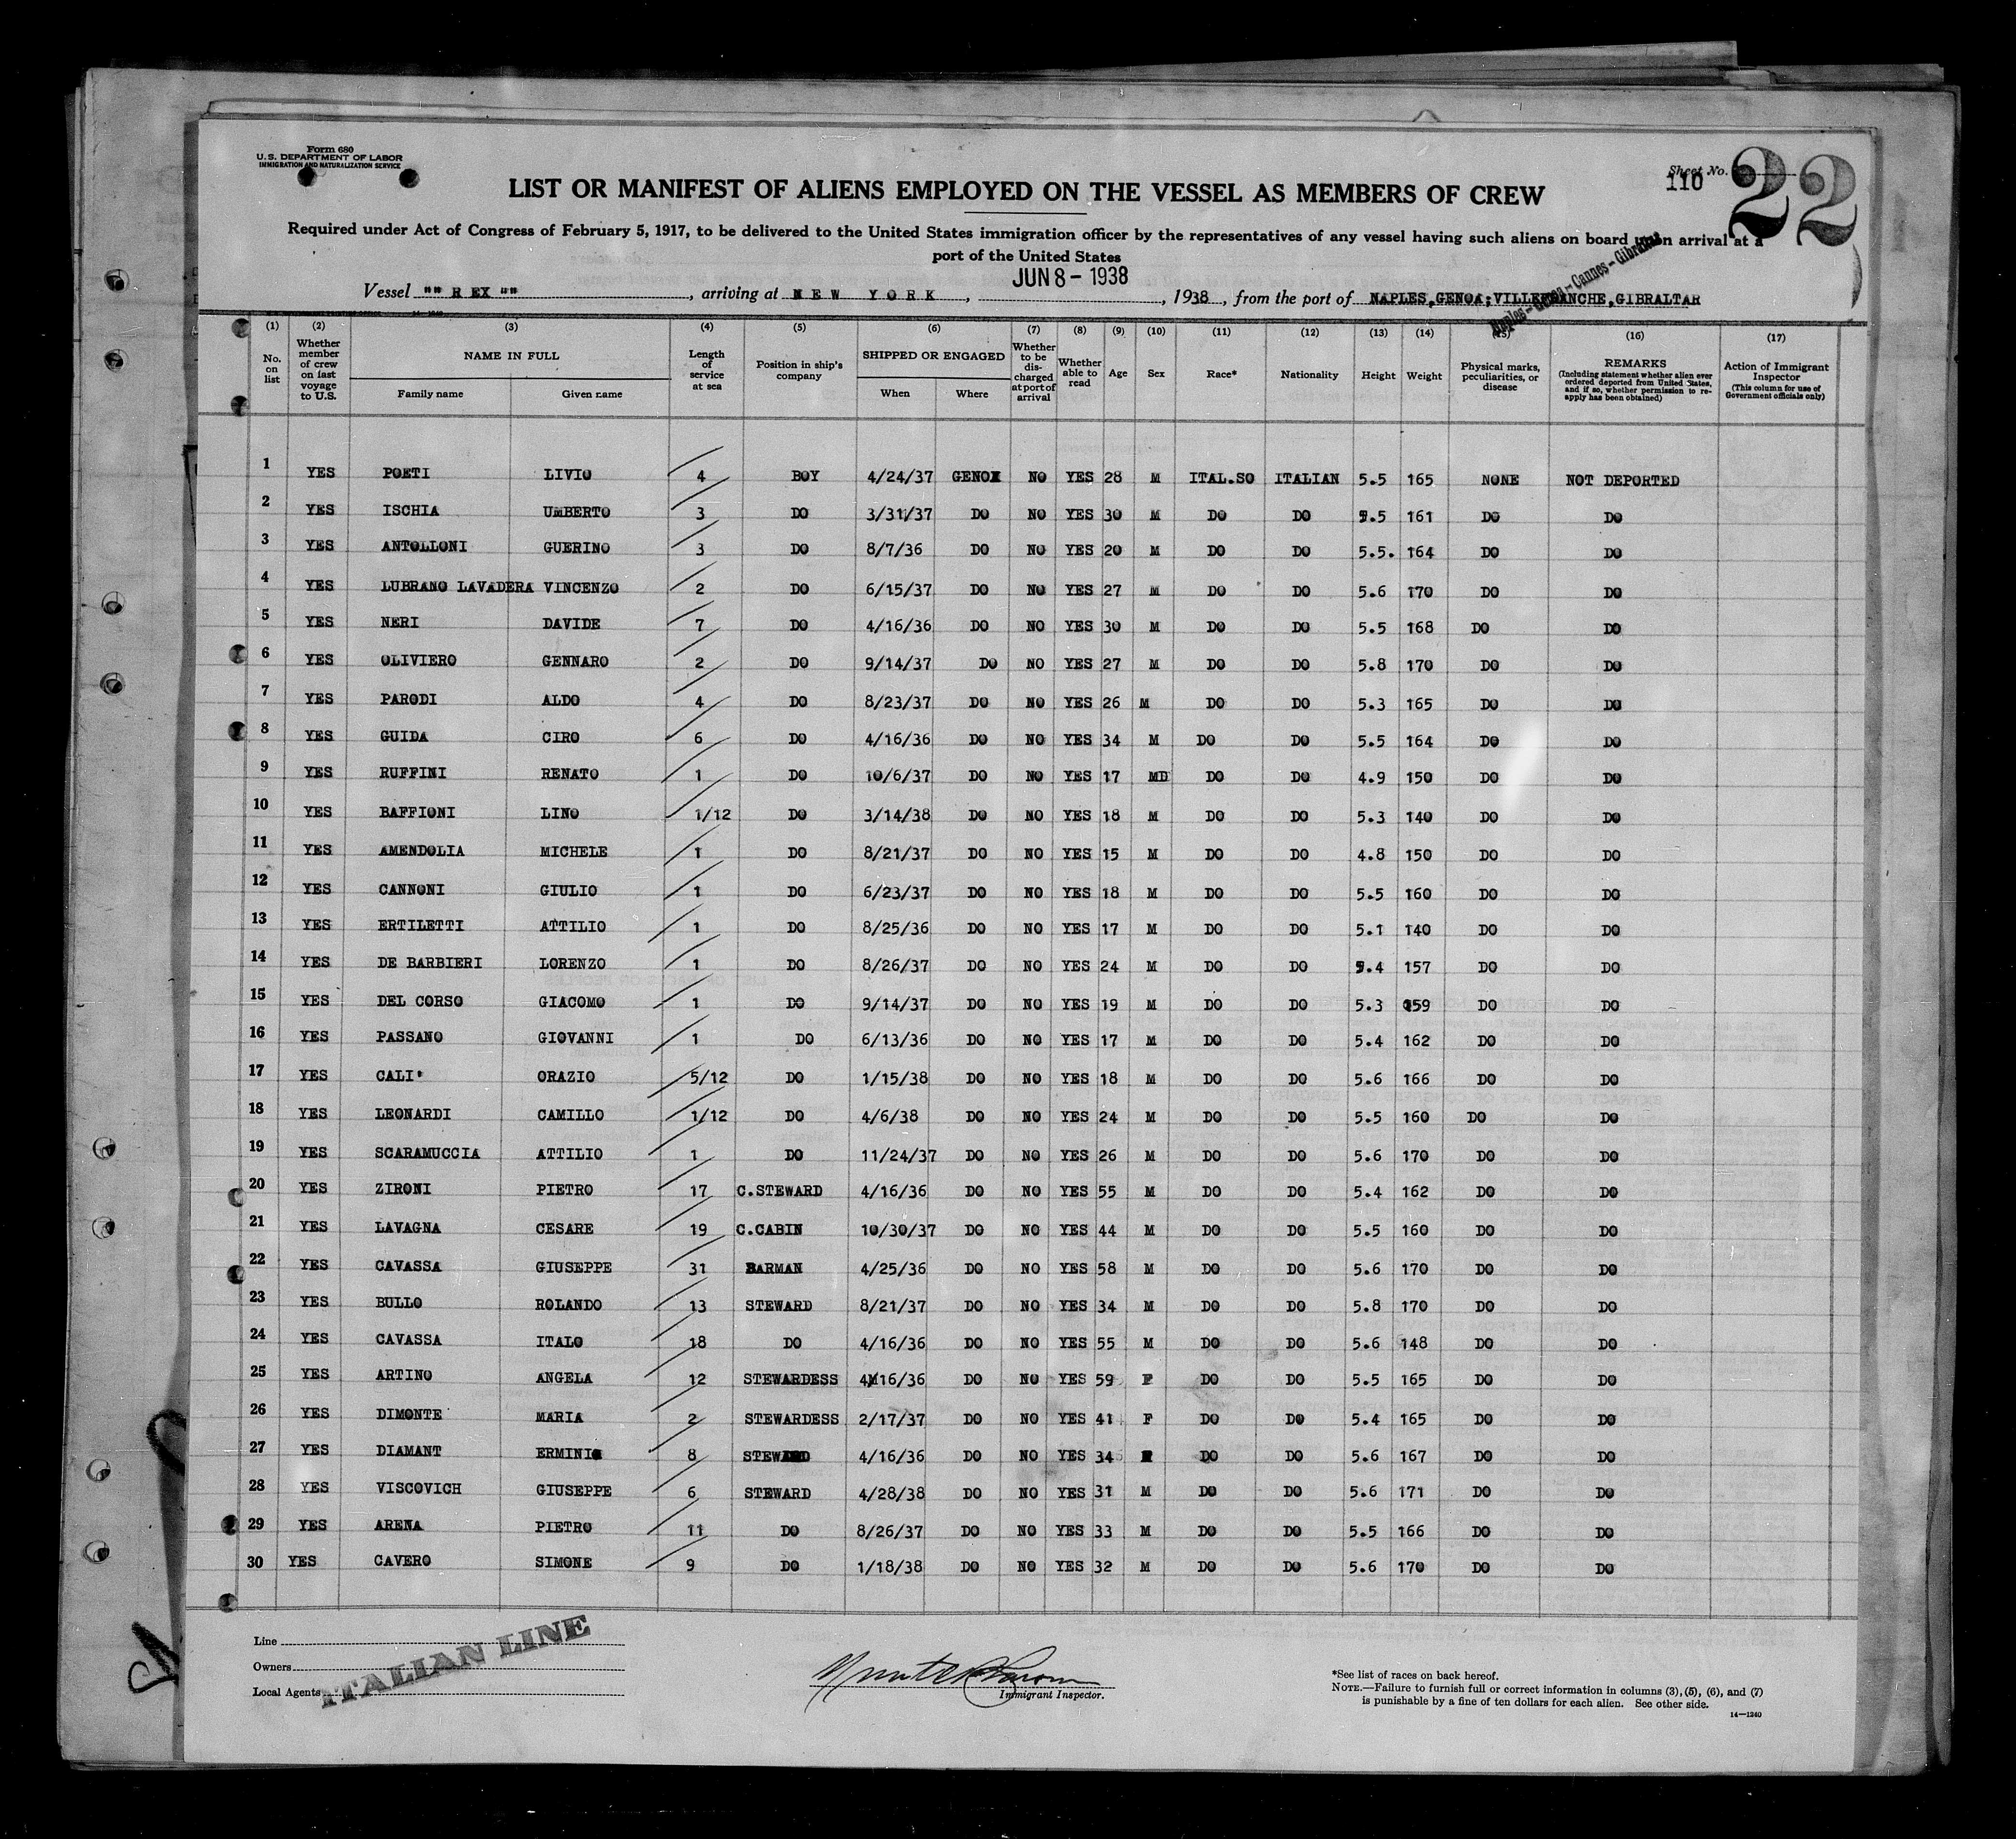 Form 680
U.S. DEPARTMENT OF LABOR
IMMIGRATION AND NATURALIZATION SERVICE
Sheet No.
110
22
LIST OR MANIFEST OF ALIENS EMPLOYED ON THE VESSEL AS MEMBERS OF CREW
Required under Act of Congress of February 5, 1917, to be delivered to the United States immigration officer by the representatives of any vessel having such aliens on board upon arrival at a
port of the United States
JUN 8 - 1938
Vessel "" R EX "" , arriving at N E W Y O R K , , 1938 , from the port of NAPLES,GENOA;VILLEFRANCHE,GIBRALTAR
Naples - Genoa - Cannes - Gibraltar
(1) (2) (3) (4) (5) (6) (7) (8) (9) (10) (11) (12) (13) (14) (15) (16) (17)
No. on list Whether member of crew on last voyage to U.S. NAME IN FULL Family name Given name Length of service at sea Position in ship's company SHIPPED OR ENGAGED When Where Whether to be discharged at port of arrival Whether able to read Age Sex Race* Nationality Height Weight Physical marks, peculiarities, or disease REMARKS (Including statement whether alien ever ordered deported from United States, and if so, whether permission to re-apply has been obtained) Action of Immigrant Inspector (This column for use of Government officials only)
1 YES POETI LIVIO 4 BOY 4/24/37 GENOA NO YES 28 M ITAL.SO ITALIAN 5.5 165 NONE NOT DEPORTED
2 YES ISCHIA UmBERTO 3 DO 3/31/37 DO NO YES 30 M DO DO 5.5 161 DO DO
3 YES ANTOLLONI GUERINO 3 DO 8/7/36 DO NO YES 20 M DO DO 5.5. 164 DO DO
4 YES LUBRANO LAVADERA VINCENZO 2 DO 6/15/37 DO NO YES 27 M DO DO 5.6 170 DO DO
5 YES NERI DAVIDE 7 DO 4/16/36 DO NO YES 30 M DO DO 5.5 168 DO DO
6 YES OLIVIERO GENNARO 2 DO 9/14/37 DO NO YES 27 M DO DO 5.8 170 DO DO
7 YES PARODI ALDO 4 DO 8/23/37 DO NO YES 26 M DO DO 5.3 165 DO DO
8 YES GUIDA CIRO 6 DO 4/16/36 DO NO YES 34 M DO DO 5.5 164 DO DO
9 YES RUFFINI RENATO 1 DO 10/6/37 DO NO YES 17 MD DO DO 4.9 150 DO DO
10 YES BAFFIONI LINO 1/12 DO 3/14/38 DO NO YES 18 M DO DO 5.3 140 DO DO
11 YES AMENDOLIA MICHELE 1 DO 8/21/37 DO NO YES 15 M DO DO 4.8 150 DO DO
12 YES CANNONI GIULIO 1 DO 6/23/37 DO NO YES 18 M DO DO 5.5 160 DO DO
13 YES ERTILETTI ATTILIO 1 DO 8/25/36 DO NO YES 17 M DO DO 5.1 140 DO DO
14 YES DE BARBIERI LORENZO 1 DO 8/26/37 DO NO YES 24 M DO DO 5.4 157 DO DO
15 YES DEL CORSO GIACOMO 1 DO 9/14/37 DO NO YES 19 M DO DO 5.3 159 DO DO
16 YES PASSANO GIOVANNI 1 DO 6/13/36 DO NO YES 17 M DO DO 5.4 162 DO DO
17 YES CALI' ORAZIO 5/12 DO 1/15/38 DO NO YES 18 M DO DO 5.6 166 DO DO
18 YES LEONARDI CAMILLO 1/12 DO 4/6/38 DO NO YES 24 M DO DO 5.5 160 DO DO
19 YES SCARAMUCCIA ATTILIO 1 DO 11/24/37 DO NO YES 26 M DO DO 5.6 170 DO DO
20 YES ZIRONI PIETRO 17 C.STEWARD 4/16/36 DO NO YES 55 M DO DO 5.4 162 DO DO
21 YES LAVAGNA CESARE 19 C.CABIN 10/30/37 DO NO YES 44 M DO DO 5.5 160 DO DO
22 YES CAVASSA GIUSEPPE 31 BARMAN 4/25/36 DO NO YES 58 M DO DO 5.6 170 DO DO
23 YES BULLO ROLANDO 13 STEWARD 8/21/37 DO NO YES 34 M DO DO 5.8 170 DO DO
24 YES CAVASSA ITALO 18 DO 4/16/36 DO NO YES 55 M DO DO 5.6 148 DO DO
25 YES ARTINO ANGELA 12 STEWARDESS 4/16/36 DO NO YES 59 F DO DO 5.5 165 DO DO
26 YES DIMONTE MARIA 2 STEWARDESS 2/17/37 DO NO YES 41 F DO DO 5.4 165 DO DO
27 YES DIAMANT ERMINIO 8 STEWARD 4/16/36 DO NO YES 34 DO DO 5.6 167 DO DO
28 YES VISCOVICH GIUSEPPE 6 STEWARD 4/28/38 DO NO YES 31 M DO DO 5.6 171 DO DO
29 YES ARENA PIETRO 11 DO 8/26/37 DO NO YES 33 M DO DO 5.5 166 DO DO
30 YES CAVERO SIMONE 9 DO 1/18/38 DO NO YES 32 M DO DO 5.6 170 DO DO
Line
Owners
Local Agents
ITALIAN LINE
Immigrant Inspector.
*See list of races on back hereof.
NOTE.—Failure to furnish full or correct information in columns (3), (5), (6), and (7)
is punishable by a fine of ten dollars for each alien. See other side.
14—1240